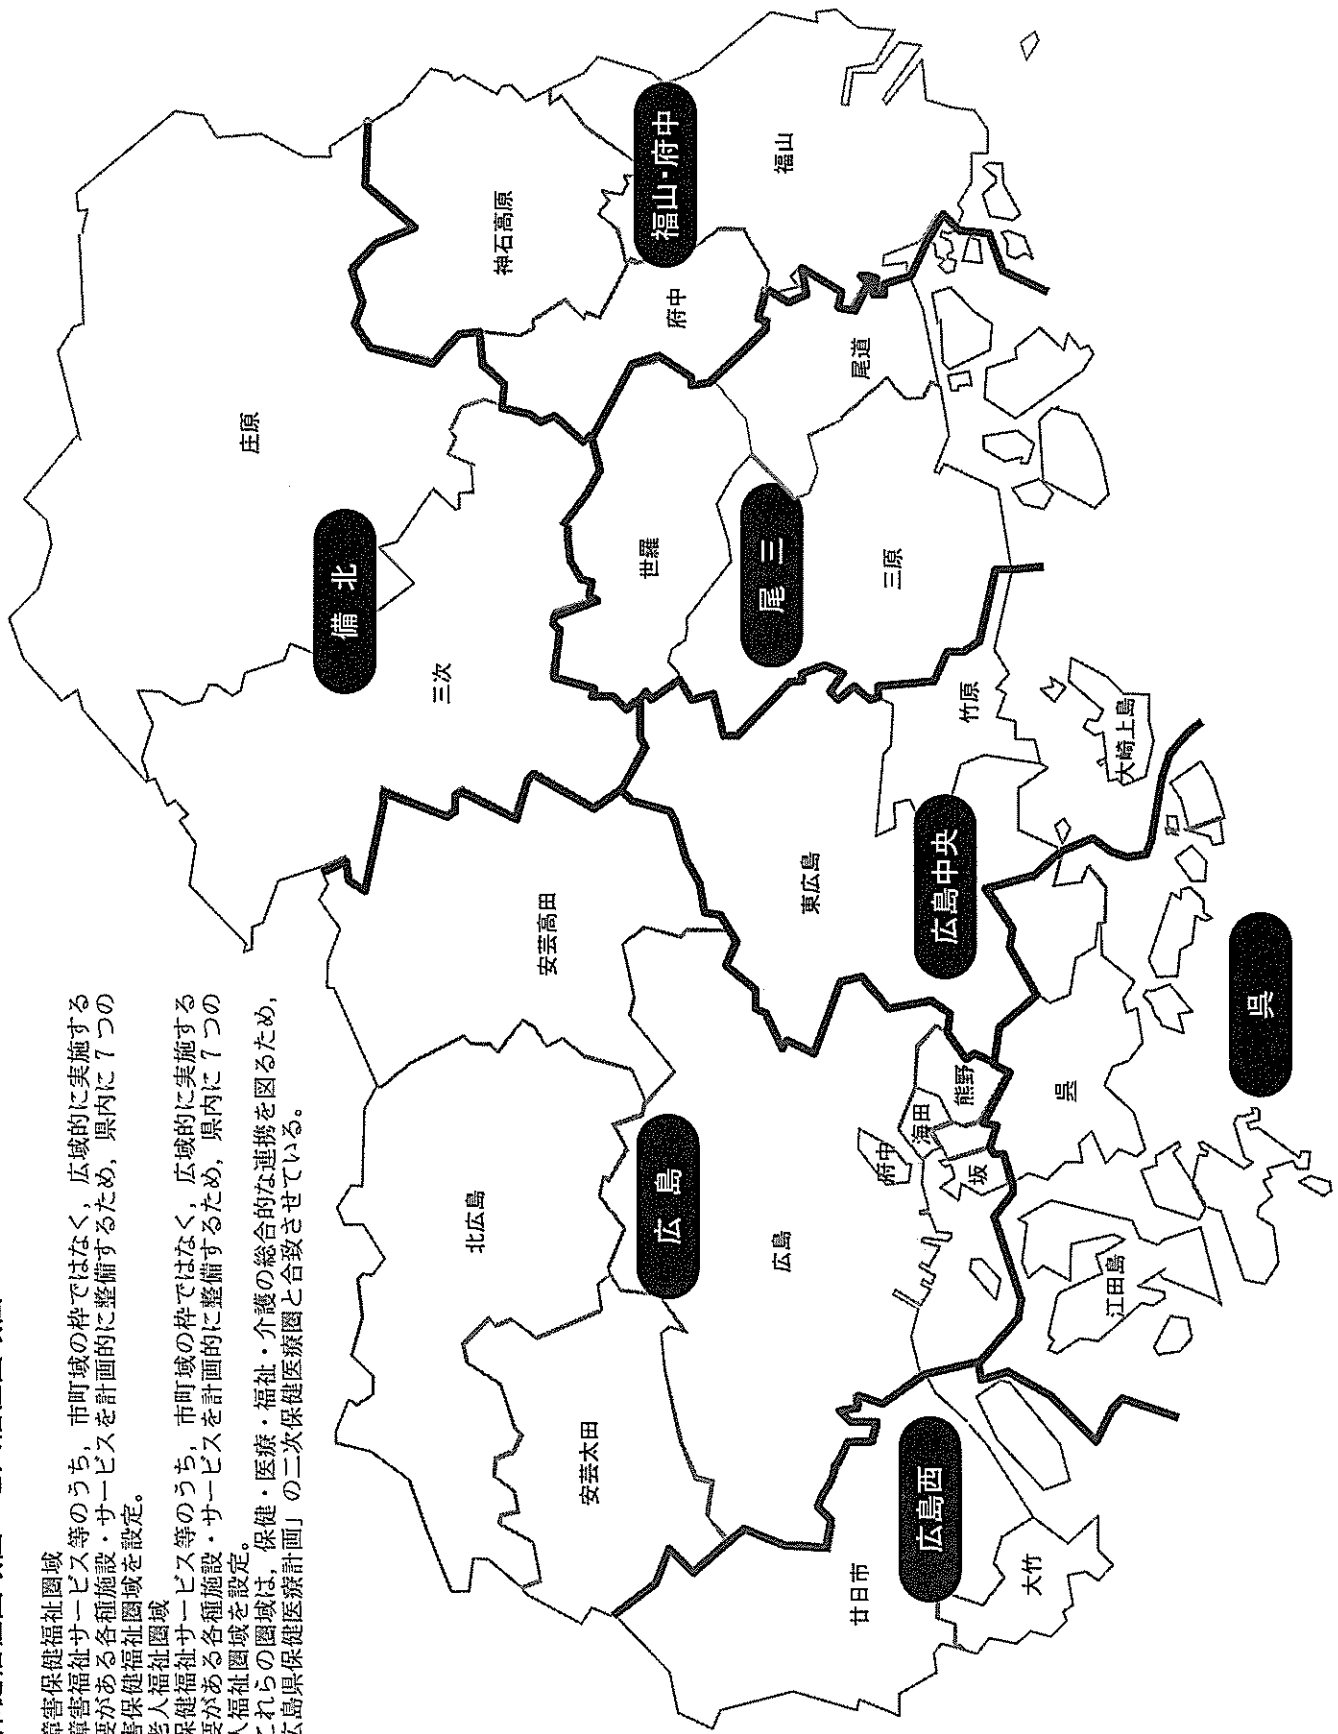 障害保健福祉圏域
障害福祉サービス等のうち，市町域の枠ではなく，広域的に実施する
要がある各種施設・サービスを計画的に整備するため，県内に７つの
害保健福祉圏域を設定。
老人福祉圏域
保健福祉サービス等のうち，市町域の枠ではなく，広域的に実施する
要がある各種施設・サービスを計画的に整備するため，県内に７つの
人福祉圏域を設定。
これらの圏域は，保健・医療・福祉・介護の総合的な連携を図るため，
広島県保健医療計画」の二次保健医療圏と合致させている。
庄原
備 北
三次
神石高原
福山・府中
福山
府中
尾道
世羅
尾 三
三原
竹原
大崎上島
安芸高田
東広島
広島中央
北広島
広 島
広島
安芸太田
府中
海田
熊野
坂
呉
呉
江田島
廿日市
広島西
大竹